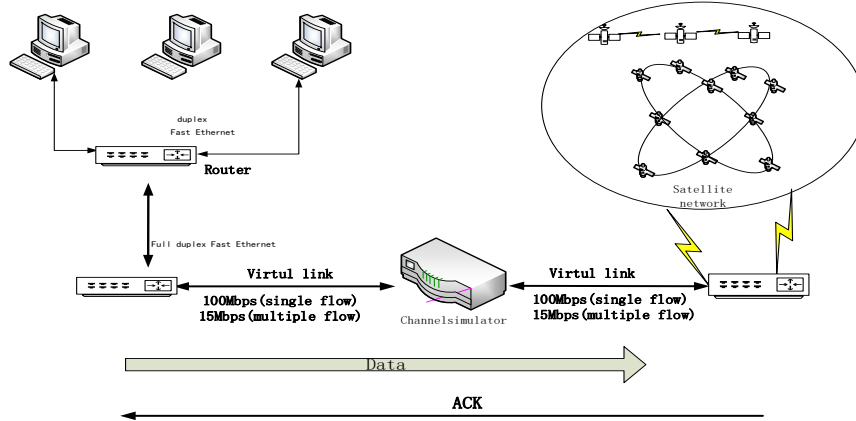 duplex
Fast Ethernet
Router
Satellite
network
Full duplex Fast Ethernet
Virtul link
100Mbps(single flow)
15Mbps(multiple flow)
Channelsimulator
Virtul link
100Mbps(single flow)
15Mbps(multiple flow)
Data
ACK